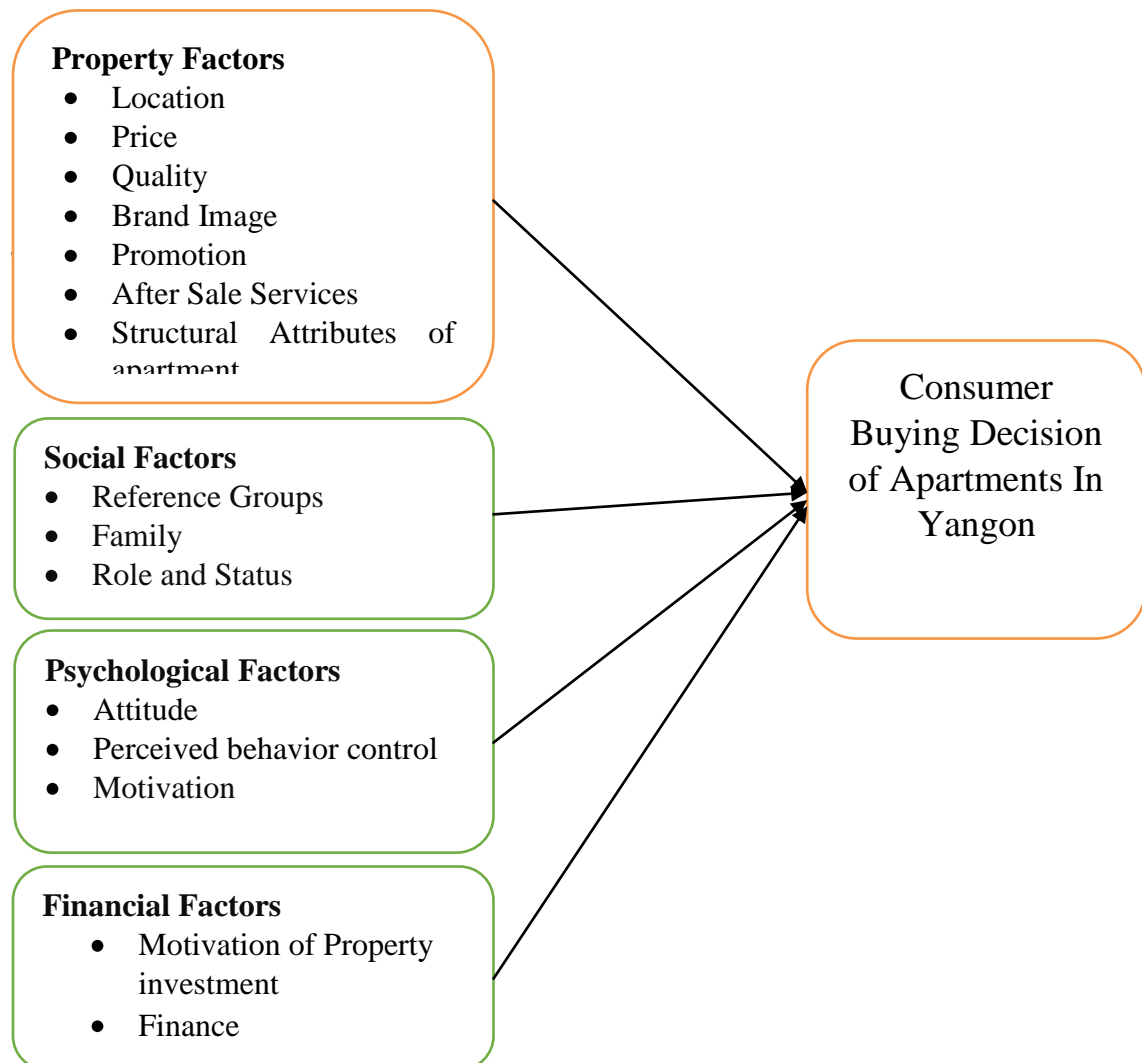 Property Factors
• Location
• Price
• Quality
• Brand Image
• Promotion
• After Sale Services
• Structural Attributes of
apartment
Social Factors
• Reference Groups
• Family
• Role and Status
Psychological Factors
• Attitude
• Perceived behavior control
• Motivation
Financial Factors
• Motivation of Property
investment
• Finance
Consumer
Buying Decision
of Apartments In
Yangon